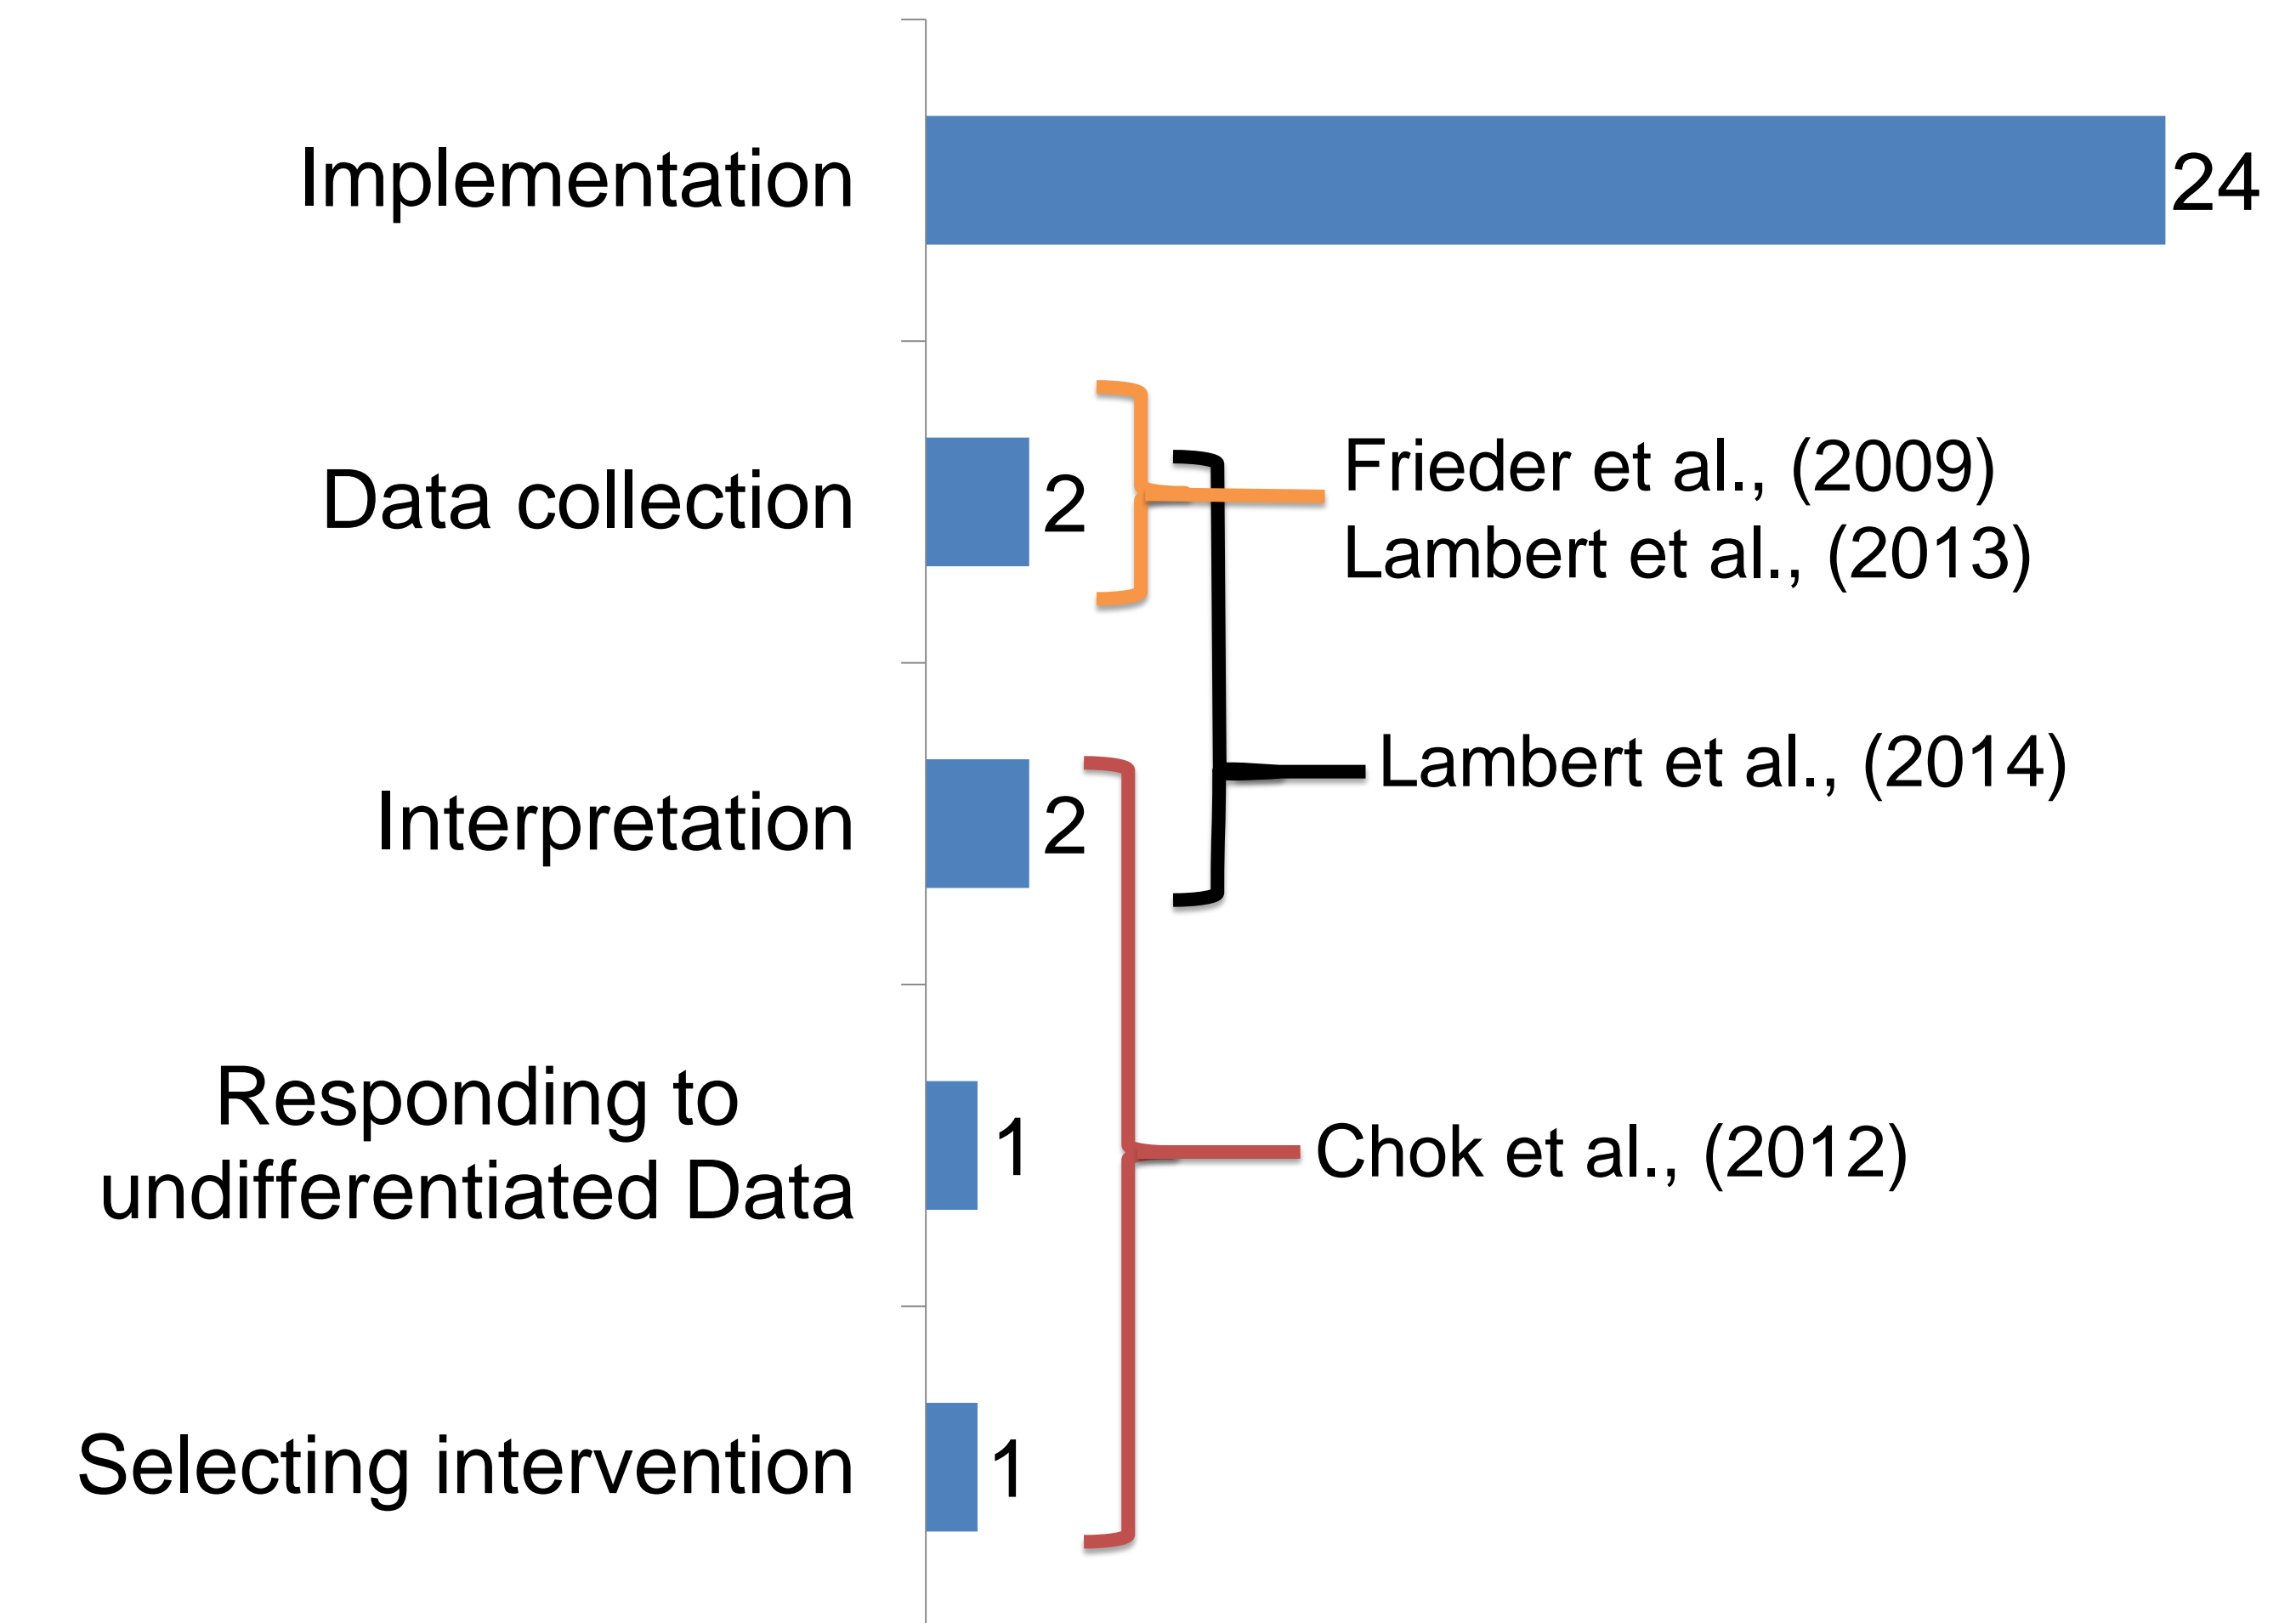 Implementation
24
Data collection
2
Frieder et al., (2009)
Lambert et al., (2013)
Interpretation
2
Lambert et al., (2014)
Responding to
undifferentiated Data
1
Chok et al., (2012)
Selecting intervention
1